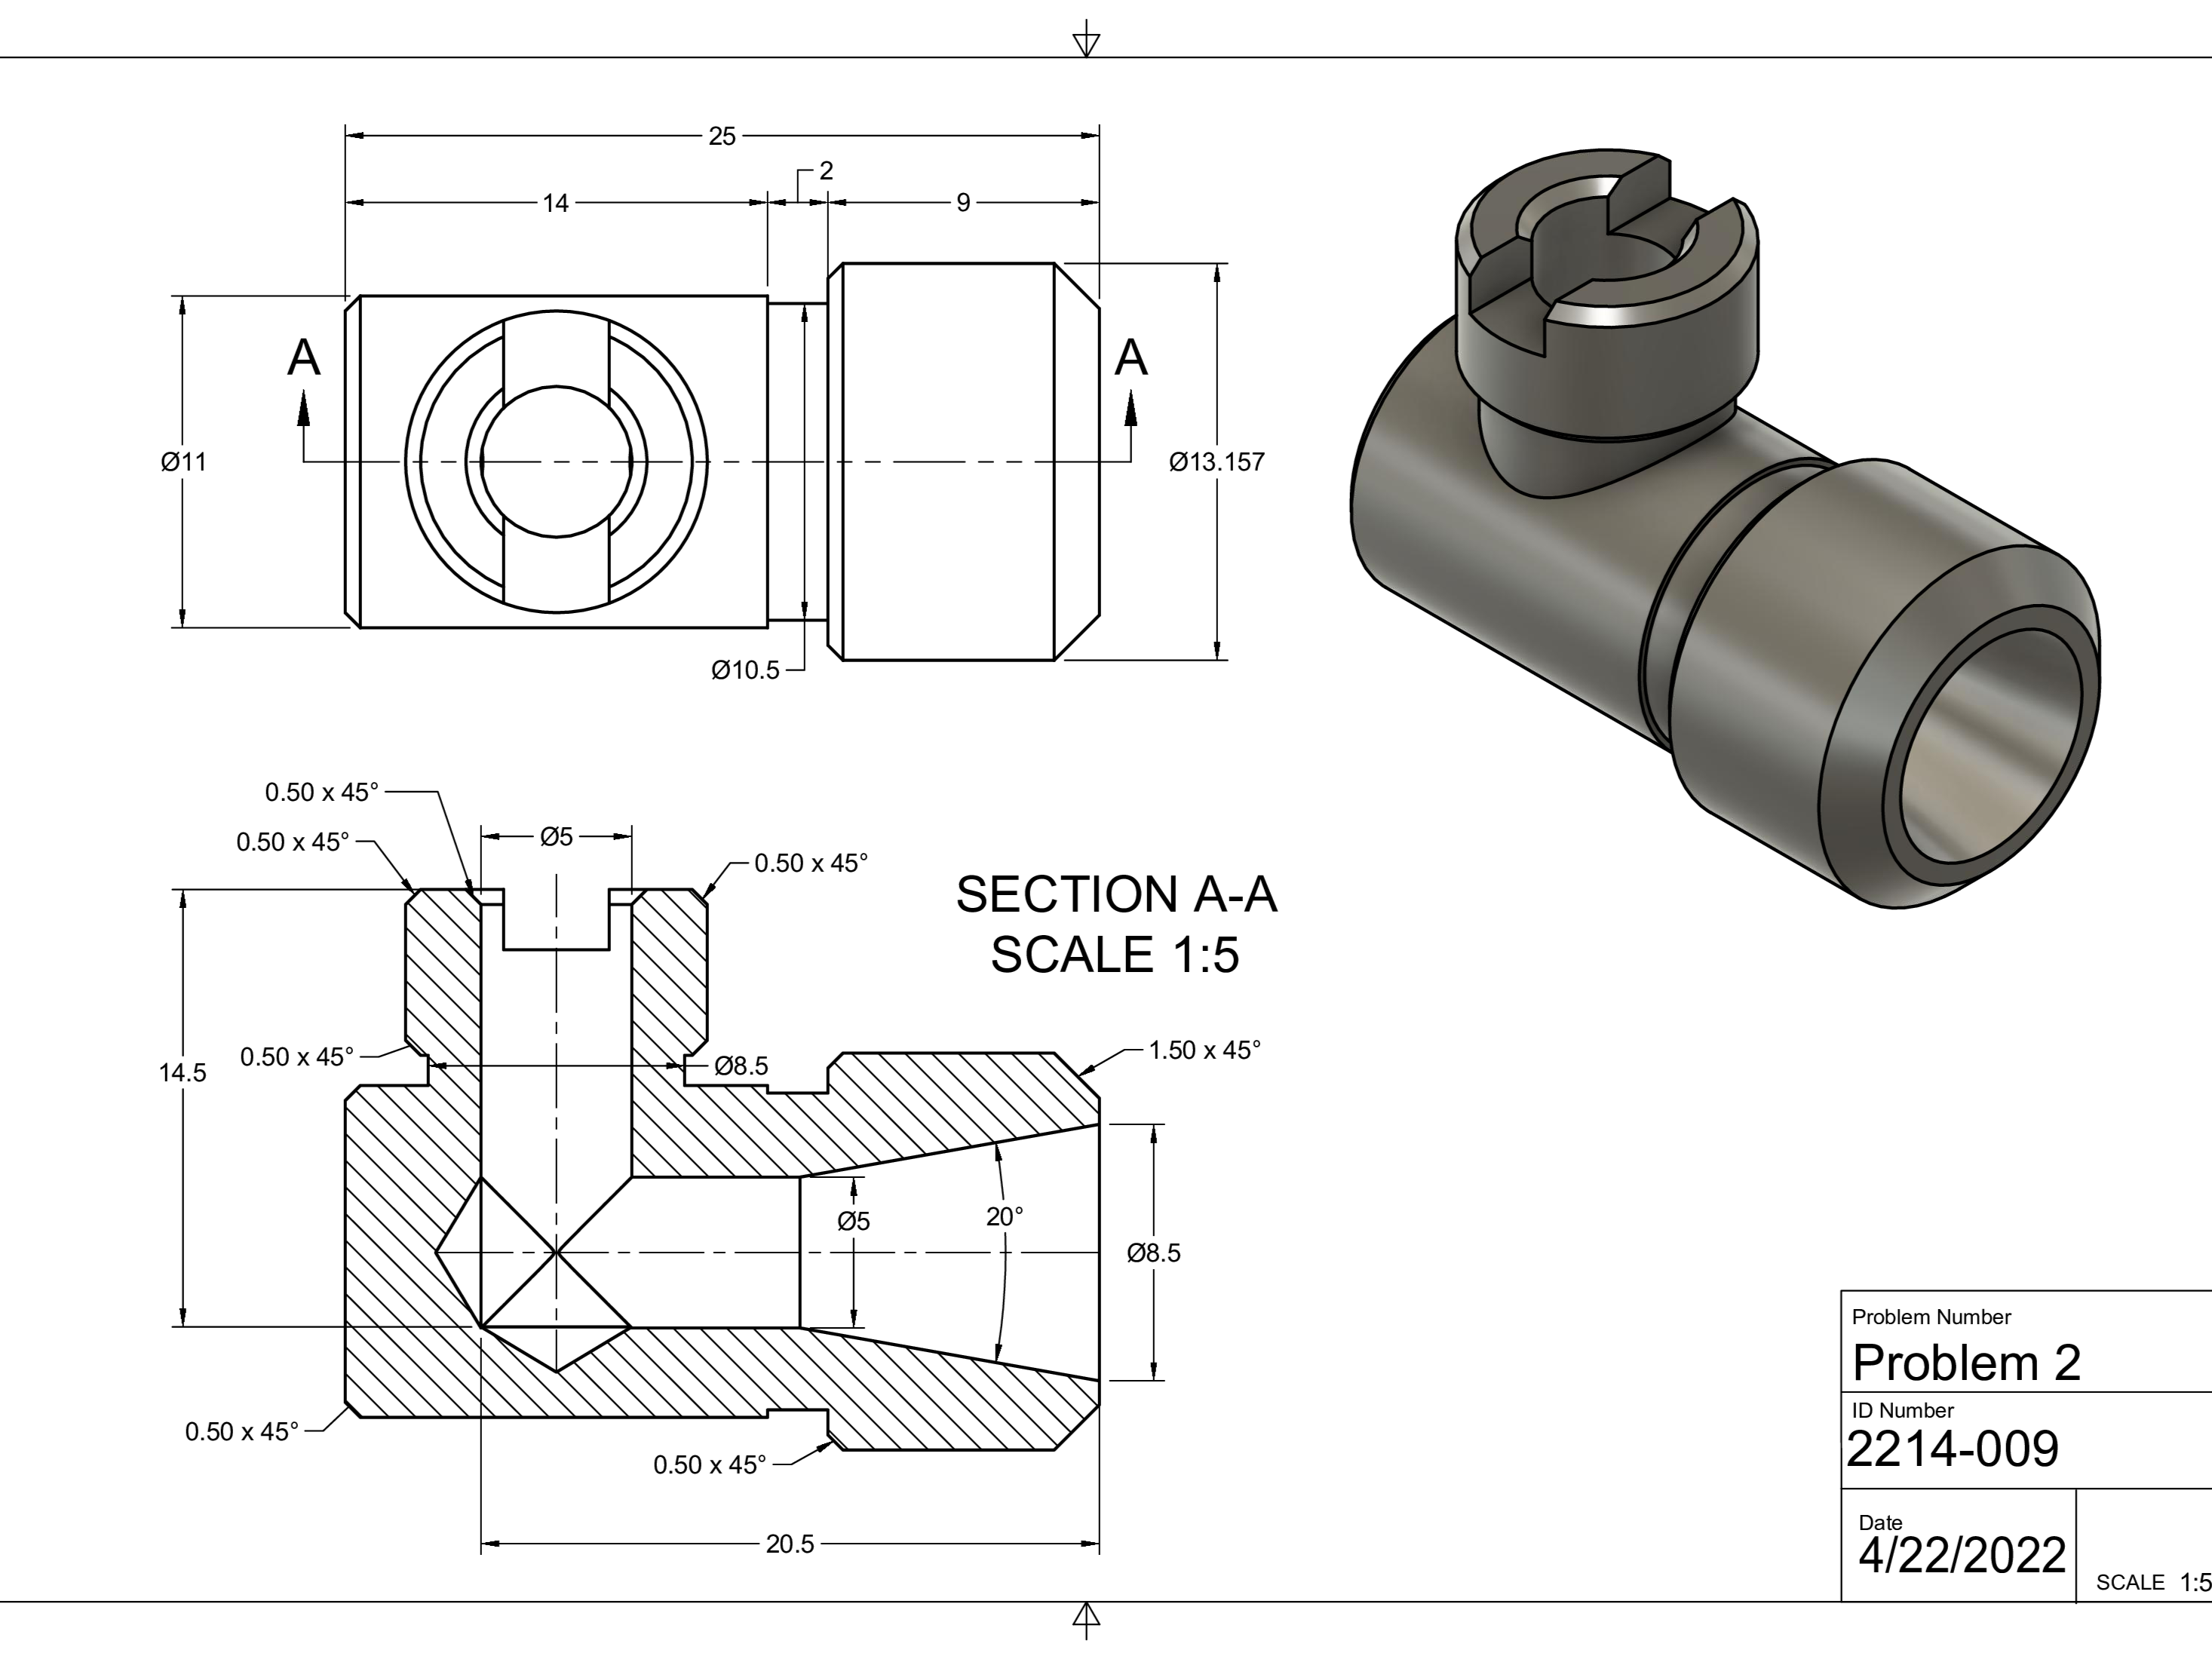 25
2
14
9
A
A
Ø11
Ø13.157
Ø10.5
0.50 x 45°
0.50 x 45°
Ø5
0.50 x 45°
SECTION A-A
SCALE 1:5
14.5
0.50 x 45°
Ø8.5
1.50 x 45°
Ø5
20°
Ø8.5
0.50 x 45°
0.50 x 45°
20.5
Problem Number
Problem 2
ID Number
2214-009
Date
4/22/2022
SCALE 1:5